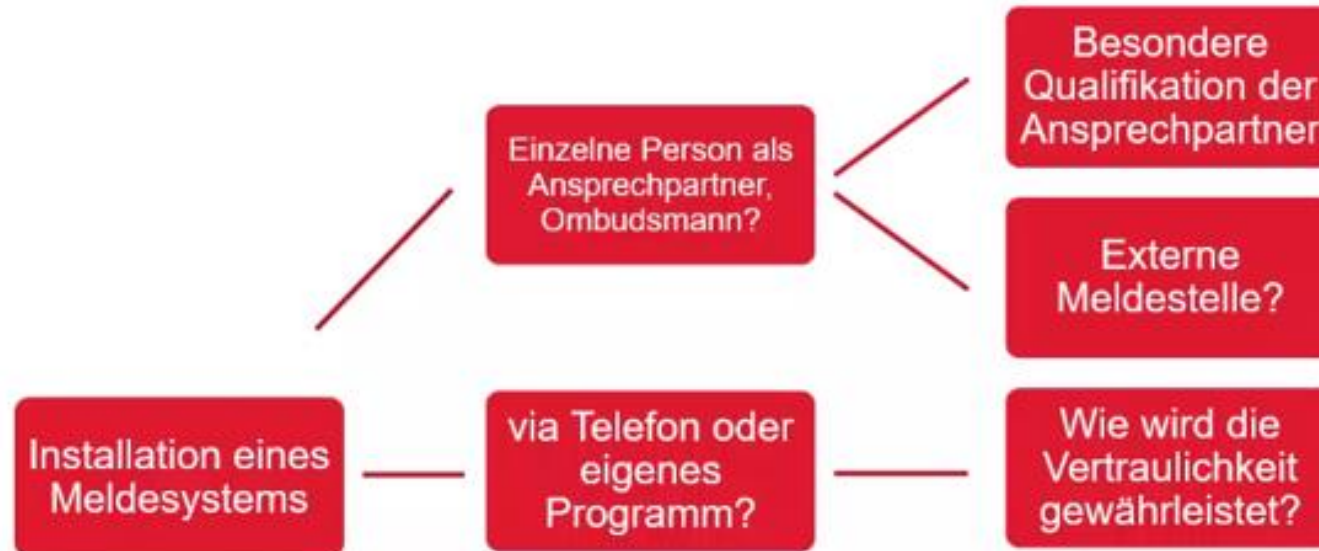 Besondere
Qualifikation der
Ansprechpartner
Einzelne Person als
Ansprechpartner,
Ombudsmann?
Externe
Meldestelle?
Installation eines
Meldesystems
via Telefon oder
eigenes
Programm?
Wie wird die
Vertraulichkeit
gewährleistet?